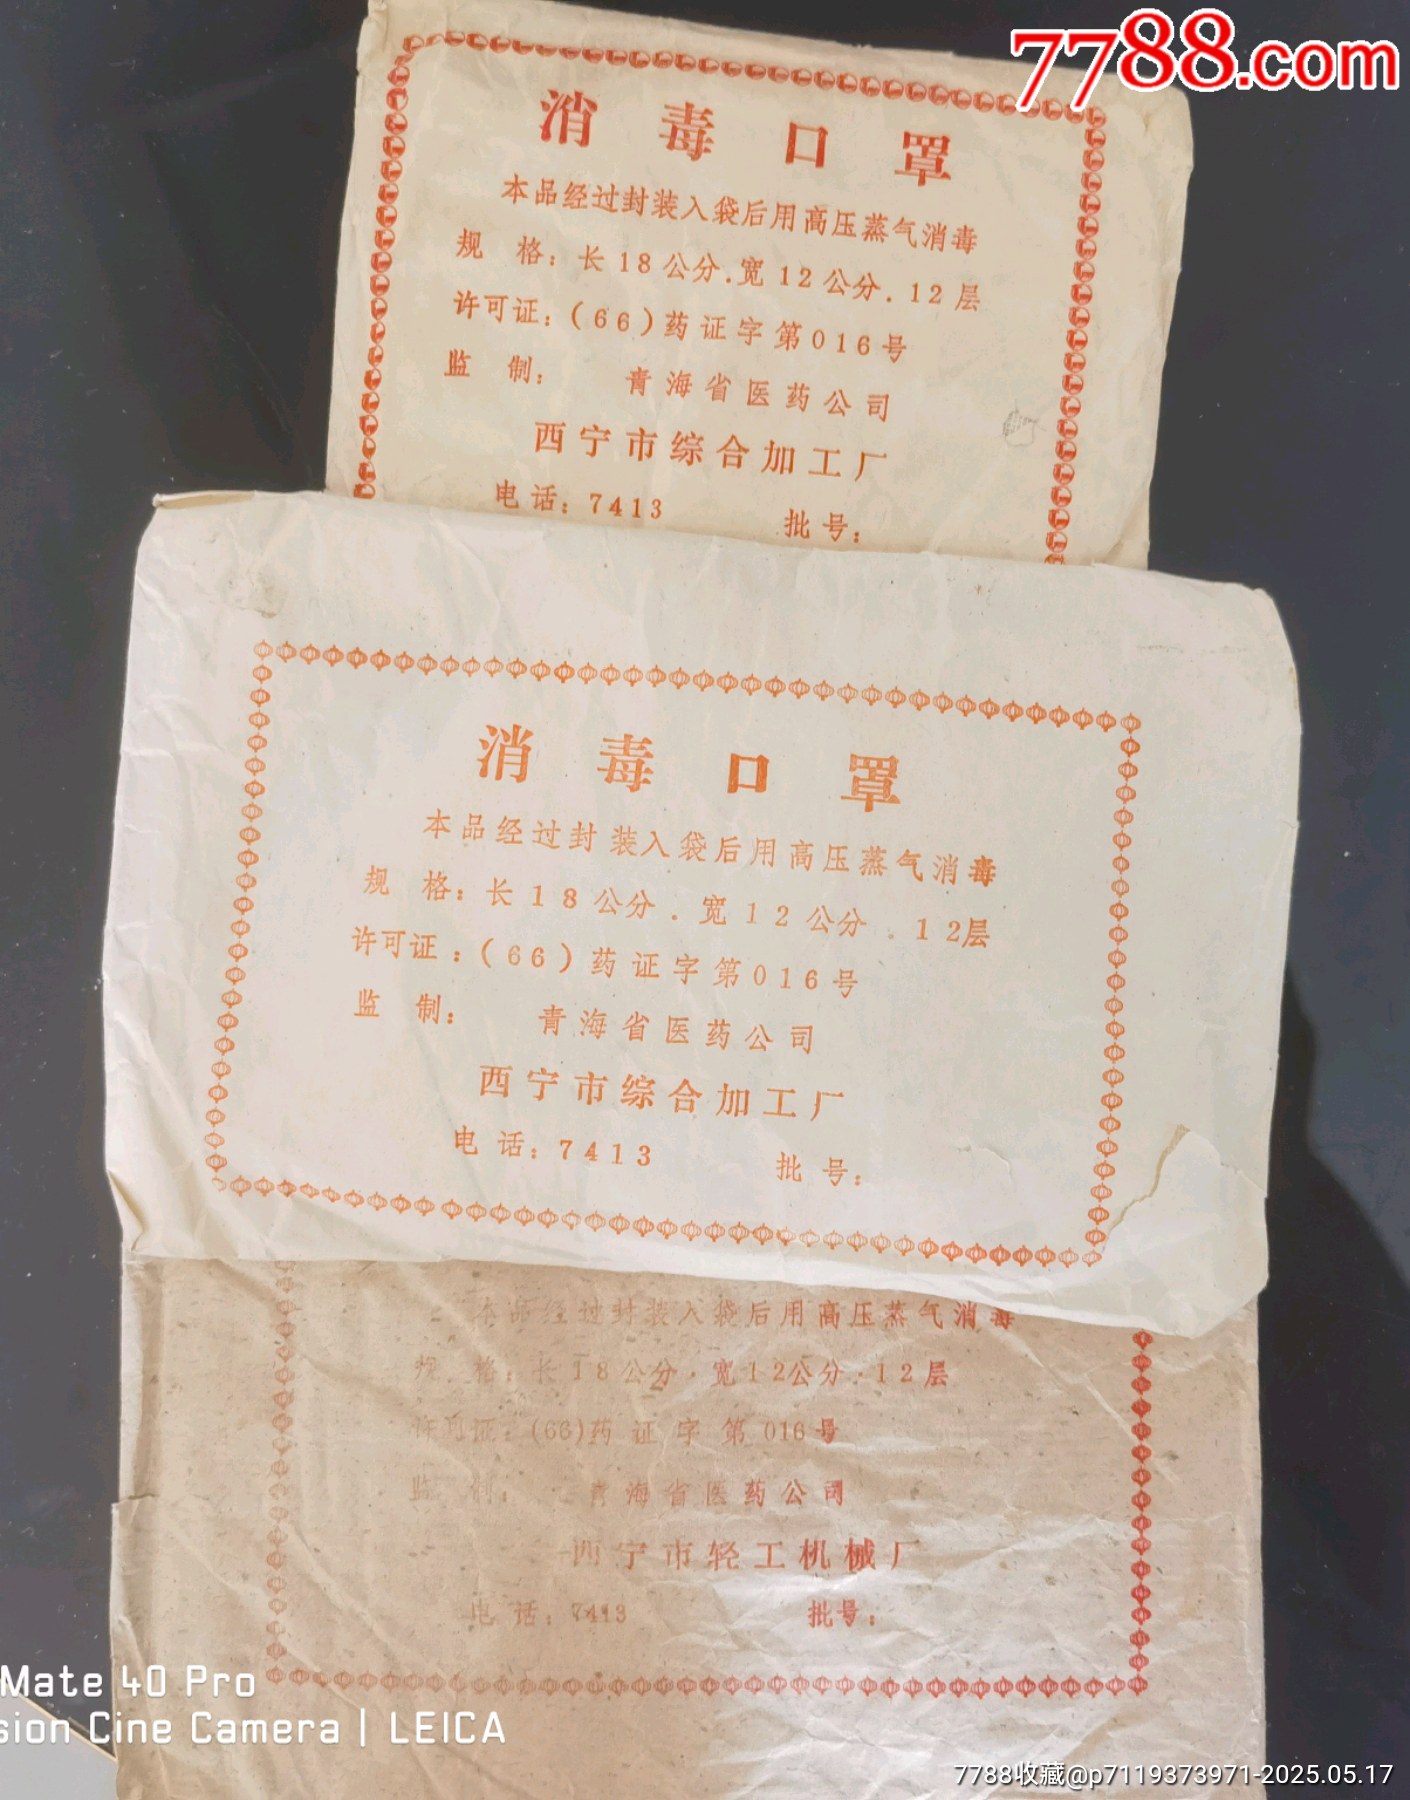 7788.com
消毒口罩
本品经过封装入袋后用高压蒸气消毒
规 格：长18公分.宽12公分.12层
许可证：(66)药证字第016号
监 制： 青海省医药公司
西宁市综合加工厂
电话：7413 批号：
消毒口罩
本品经过封装入袋后用高压蒸气消毒
规 格：长18公分.宽12公分.12层
许可证：(66)药证字第016号
监 制： 青海省医药公司
西宁市综合加工厂
电话：7413 批号：
本品经过封装入袋后用高压蒸气消毒
规 格：长18公分·宽12公分·12层
许可证：(66)药证字第016号
监 制： 青海省医药公司
西宁市轻工机械厂
电话：7413 批号：
Mate 40 Pro
sion Cine Camera | LEICA
7788收藏@p7119373971-2025.05.17